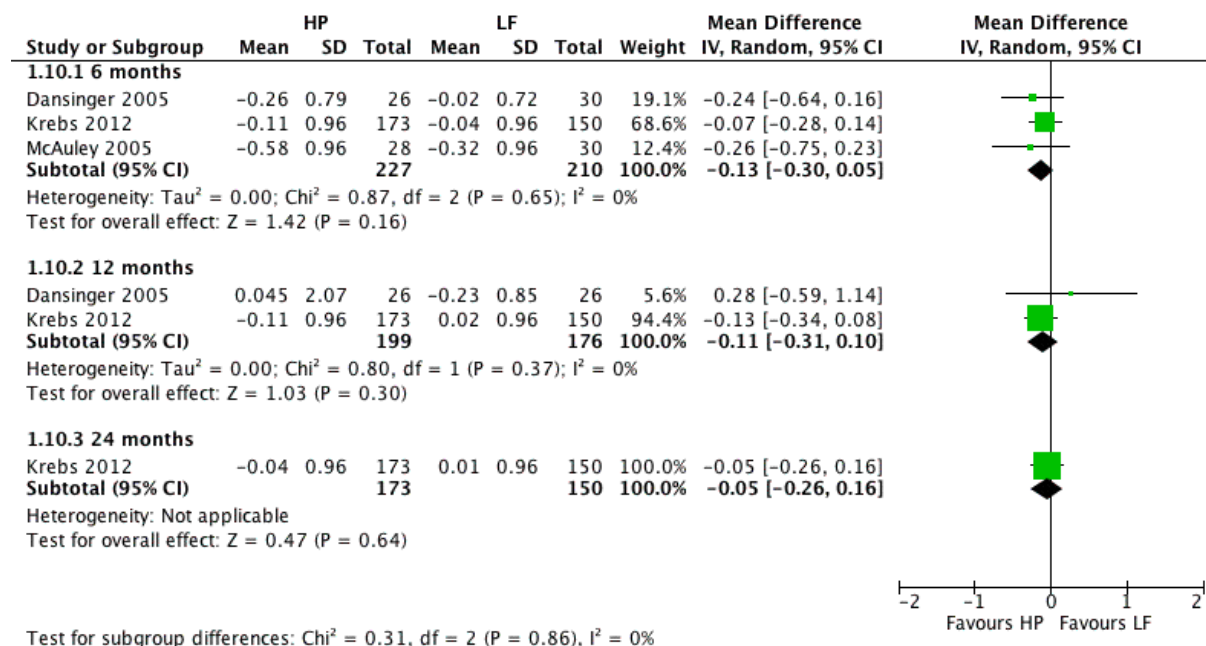 HP LF Mean Difference Mean Difference
Study or Subgroup Mean SD Total Mean SD Total Weight IV, Random, 95% CI IV, Random, 95% CI
1.10.1 6 months
Dansinger 2005 −0.26 0.79 26 −0.02 0.72 30 19.1% −0.24 [−0.64, 0.16]
Krebs 2012 −0.11 0.96 173 −0.04 0.96 150 68.6% −0.07 [−0.28, 0.14]
McAuley 2005 −0.58 0.96 28 −0.32 0.96 30 12.4% −0.26 [−0.75, 0.23]
Subtotal (95% CI) 227 210 100.0% −0.13 [−0.30, 0.05]
Heterogeneity: Tau² = 0.00; Chi² = 0.87, df = 2 (P = 0.65); I² = 0%
Test for overall effect: Z = 1.42 (P = 0.16)
1.10.2 12 months
Dansinger 2005 0.045 2.07 26 −0.23 0.85 26 5.6% 0.28 [−0.59, 1.14]
Krebs 2012 −0.11 0.96 173 0.02 0.96 150 94.4% −0.13 [−0.34, 0.08]
Subtotal (95% CI) 199 176 100.0% −0.11 [−0.31, 0.10]
Heterogeneity: Tau² = 0.00; Chi² = 0.80, df = 1 (P = 0.37); I² = 0%
Test for overall effect: Z = 1.03 (P = 0.30)
1.10.3 24 months
Krebs 2012 −0.04 0.96 173 0.01 0.96 150 100.0% −0.05 [−0.26, 0.16]
Subtotal (95% CI) 173 150 100.0% −0.05 [−0.26, 0.16]
Heterogeneity: Not applicable
Test for overall effect: Z = 0.47 (P = 0.64)
−2 −1 0 1 2
Favours HP Favours LF
Test for subgroup differences: Chi² = 0.31, df = 2 (P = 0.86), I² = 0%